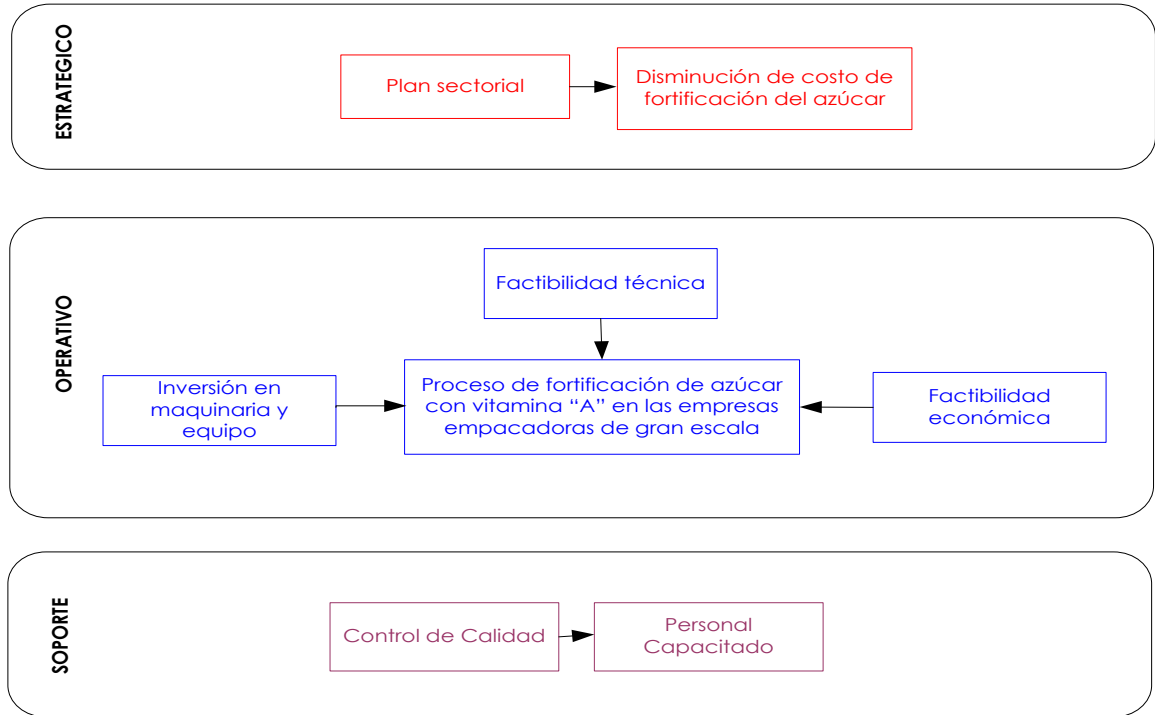 ESTRATEGICO
Plan sectorial
Disminución de costo de
fortificación del azúcar
OPERATIVO
Factibilidad técnica
Inversión en
maquinaria y
equipo
Proceso de fortificación de azúcar
con vitamina “A” en las empresas
empacadoras de gran escala
Factibilidad
económica
SOPORTE
Control de Calidad
Personal
Capacitado